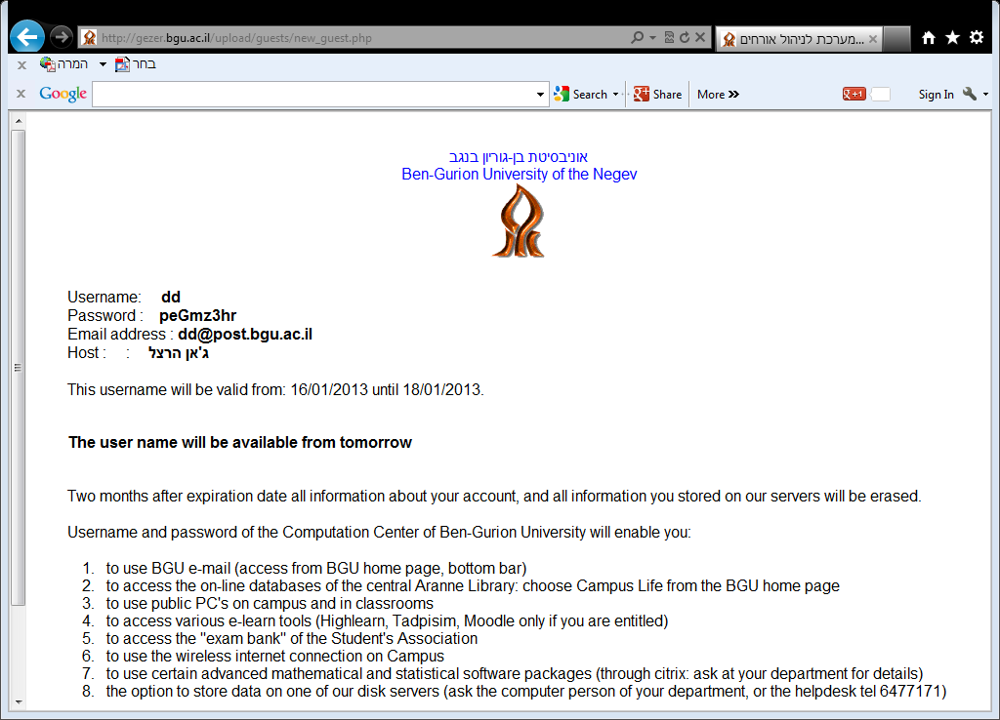 http://gezer.bgu.ac.il/upload/guests/new_guest.php
מערכת לניהול אורחים...
המרה
בחר
Google
Search
Share
More »
+1
Sign In
אוניבסיטת בן-גוריון בנגב
Ben-Gurion University of the Negev
Username: dd
Password : peGmz3hr
Email address : dd@post.bgu.ac.il
Host : : ג'אן הרצל
This username will be valid from: 16/01/2013 until 18/01/2013.
The user name will be available from tomorrow
Two months after expiration date all information about your account, and all information you stored on our servers will be erased.
Username and password of the Computation Center of Ben-Gurion University will enable you:
1. to use BGU e-mail (access from BGU home page, bottom bar)
2. to access the on-line databases of the central Aranne Library: choose Campus Life from the BGU home page
3. to use public PC's on campus and in classrooms
4. to access various e-learn tools (Highlearn, Tadpisim, Moodle only if you are entitled)
5. to access the "exam bank" of the Student's Association
6. to use the wireless internet connection on Campus
7. to use certain advanced mathematical and statistical software packages (through citrix: ask at your department for details)
8. the option to store data on one of our disk servers (ask the computer person of your department, or the helpdesk tel 6477171)